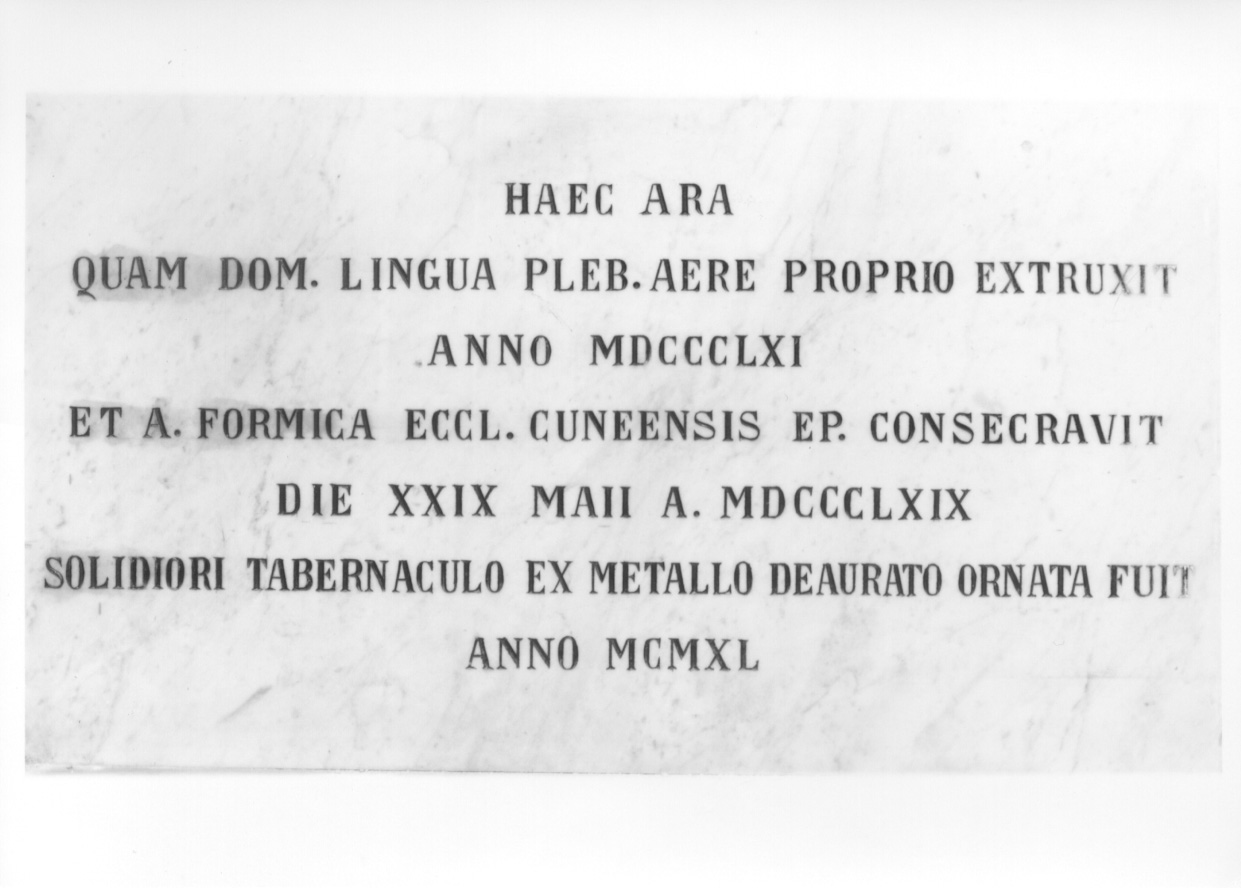 HAEC ARA
QUAM DOM. LINGUA PLEB. AERE PROPRIO EXTRUXIT
ANNO MDCCCLXI
ET A. FORMICA ECCL. CUNEENSIS EP. CONSECRAVIT
DIE XXIX MAII A. MDCCCLXIX
SOLIDIORI TABERNACULO EX METALLO DEAURATO ORNATA FUIT
ANNO MCMXL